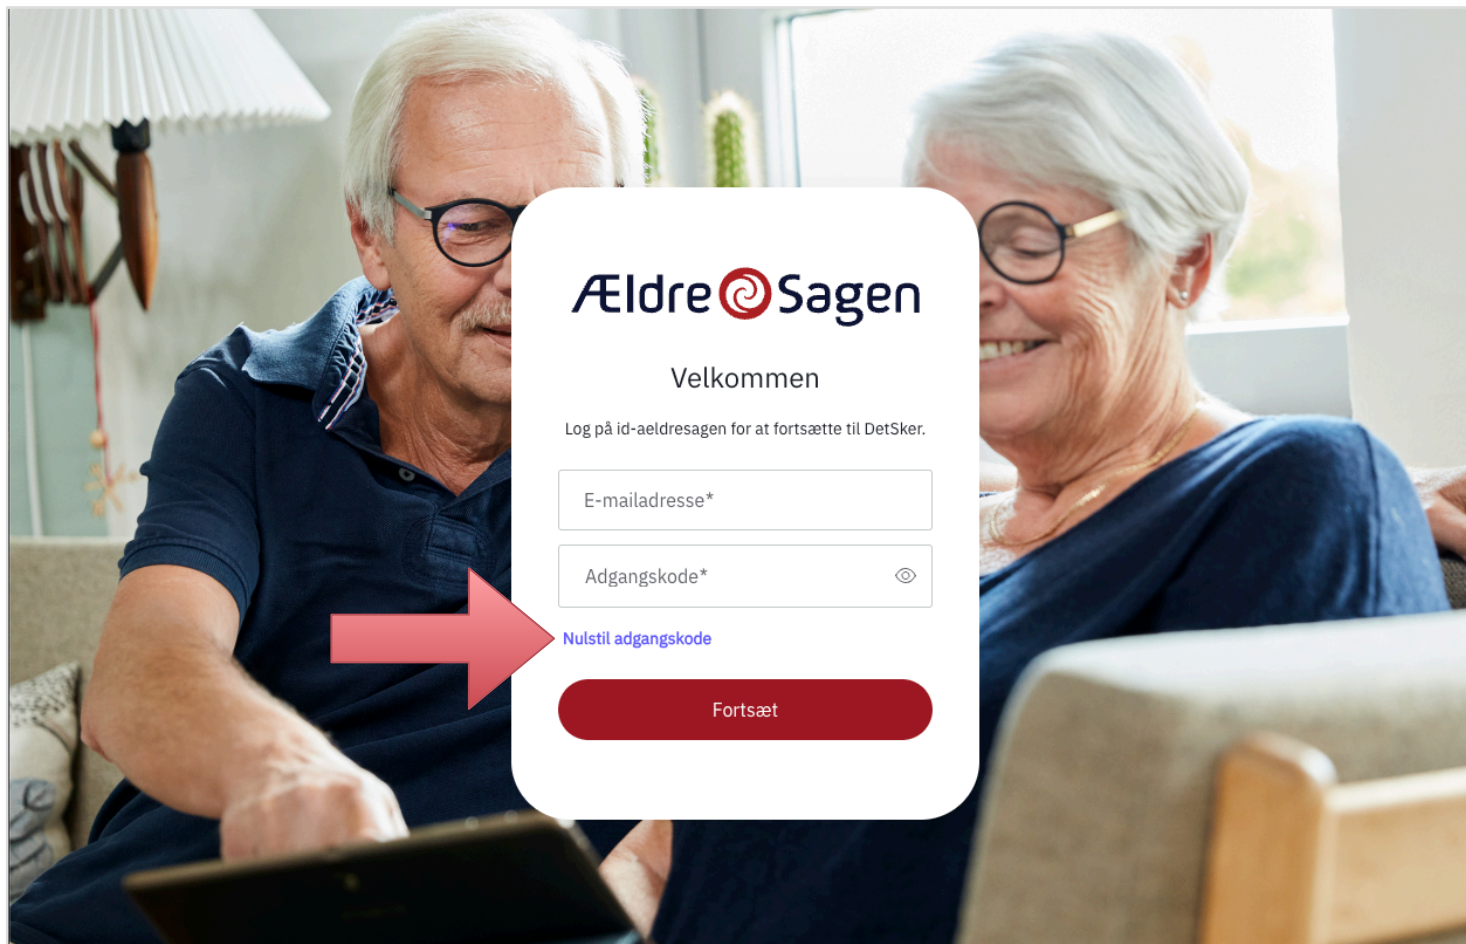 ÆldreSagen
Velkommen
Log på id-aeldresagen for at fortsætte til DetSker.
E-mailadresse*
Adgangskode*
Nulstil adgangskode
Fortsæt